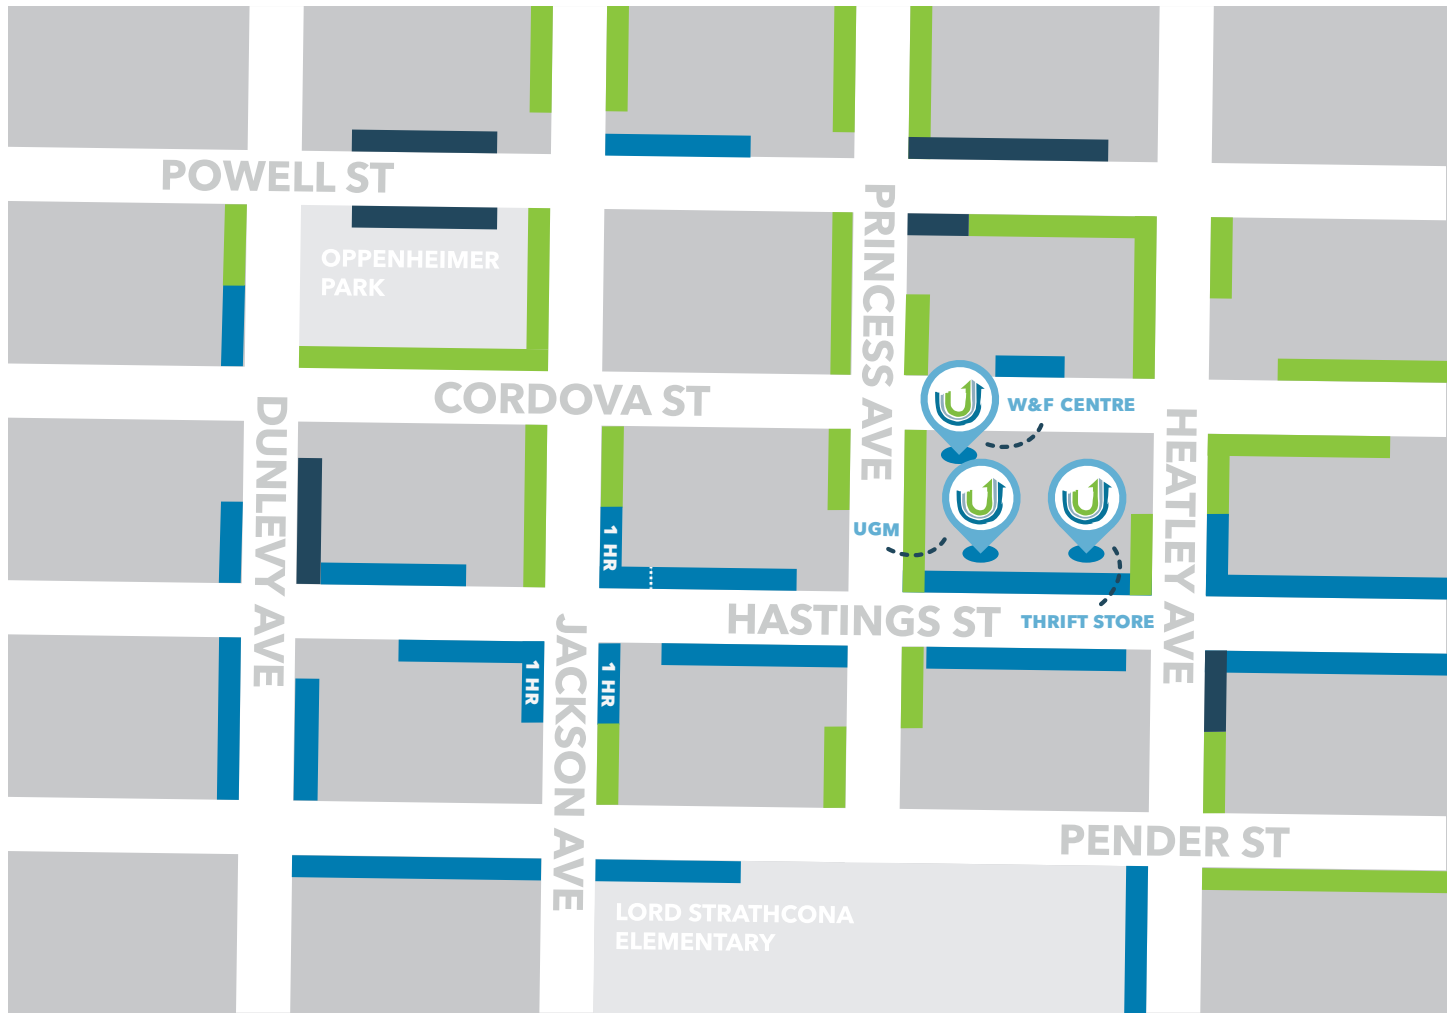 POWELL ST
PRINCESS AVE
OPPENHEIMER
PARK
CORDOVA ST
DUNLEVY AVE
W&F CENTRE
HEATLEY AVE
UGM
1 HR
HASTINGS ST
THRIFT STORE
JACKSON AVE
1 HR
1 HR
PENDER ST
LORD STRATHCONA
ELEMENTARY